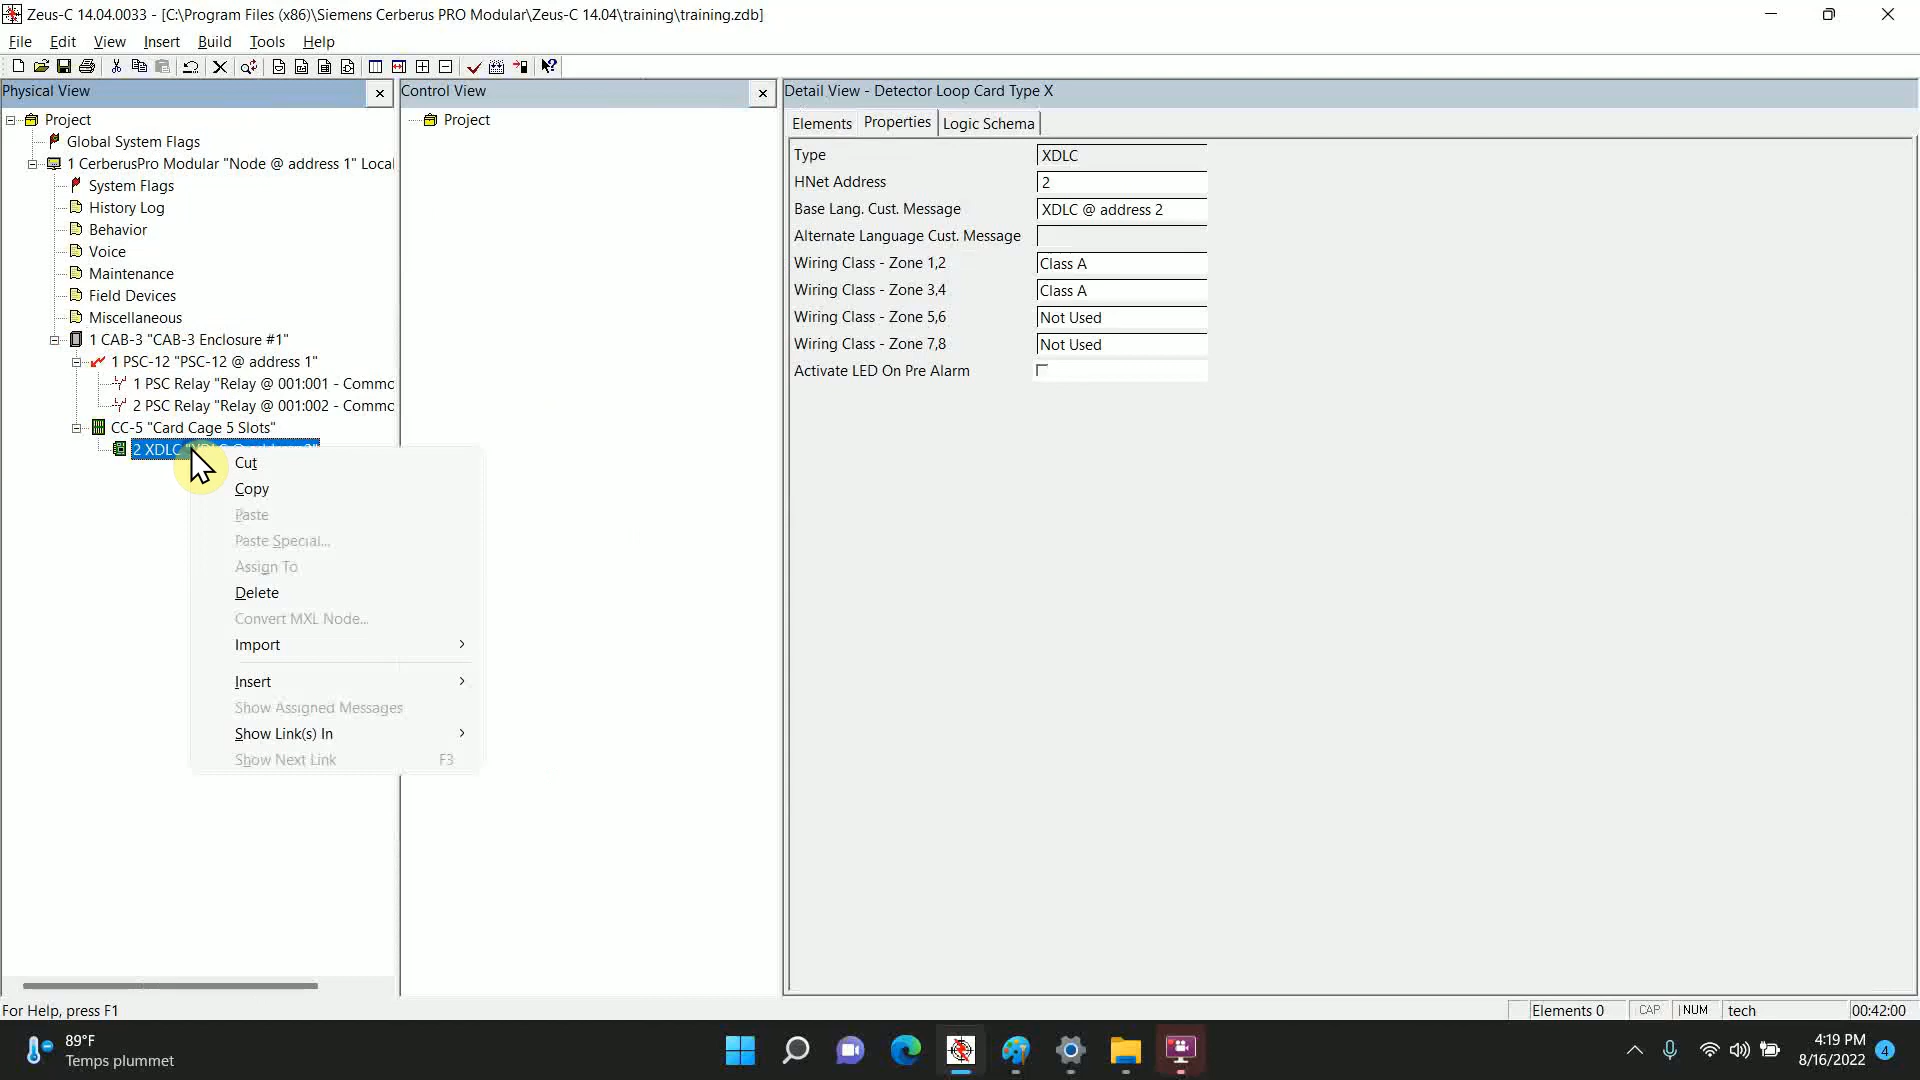 Zeus-C 14.04.0033 - [C:\Program Files (x86)\Siemens Cerberus PRO Modular\Zeus-C 14.04\training\training.zdb]
File Edit View Insert Build Tools Help
Physical View
Project
Global System Flags
1 CerberusPro Modular "Node @ address 1" Local
System Flags
History Log
Behavior
Voice
Maintenance
Field Devices
Miscellaneous
1 CAB-3 "CAB-3 Enclosure #1"
1 PSC-12 "PSC-12 @ address 1"
1 PSC Relay "Relay @ 001:001 - Commo
2 PSC Relay "Relay @ 001:002 - Commo
CC-5 "Card Cage 5 Slots"
2 XDLC
Cut
Copy
Paste
Paste Special...
Assign To
Delete
Convert MXL Node...
Import
Insert
Show Assigned Messages
Show Link(s) In
Show Next Link F3
Control View
Project
Detail View - Detector Loop Card Type X
Elements Properties Logic Schema
Type XDLC
HNet Address 2
Base Lang. Cust. Message XDLC @ address 2
Alternate Language Cust. Message
Wiring Class - Zone 1,2 Class A
Wiring Class - Zone 3,4 Class A
Wiring Class - Zone 5,6 Not Used
Wiring Class - Zone 7,8 Not Used
Activate LED On Pre Alarm
For Help, press F1
Elements 0 CAP NUM tech 00:42:00
89°F
Temps plummet
4:19 PM
8/16/2022
4